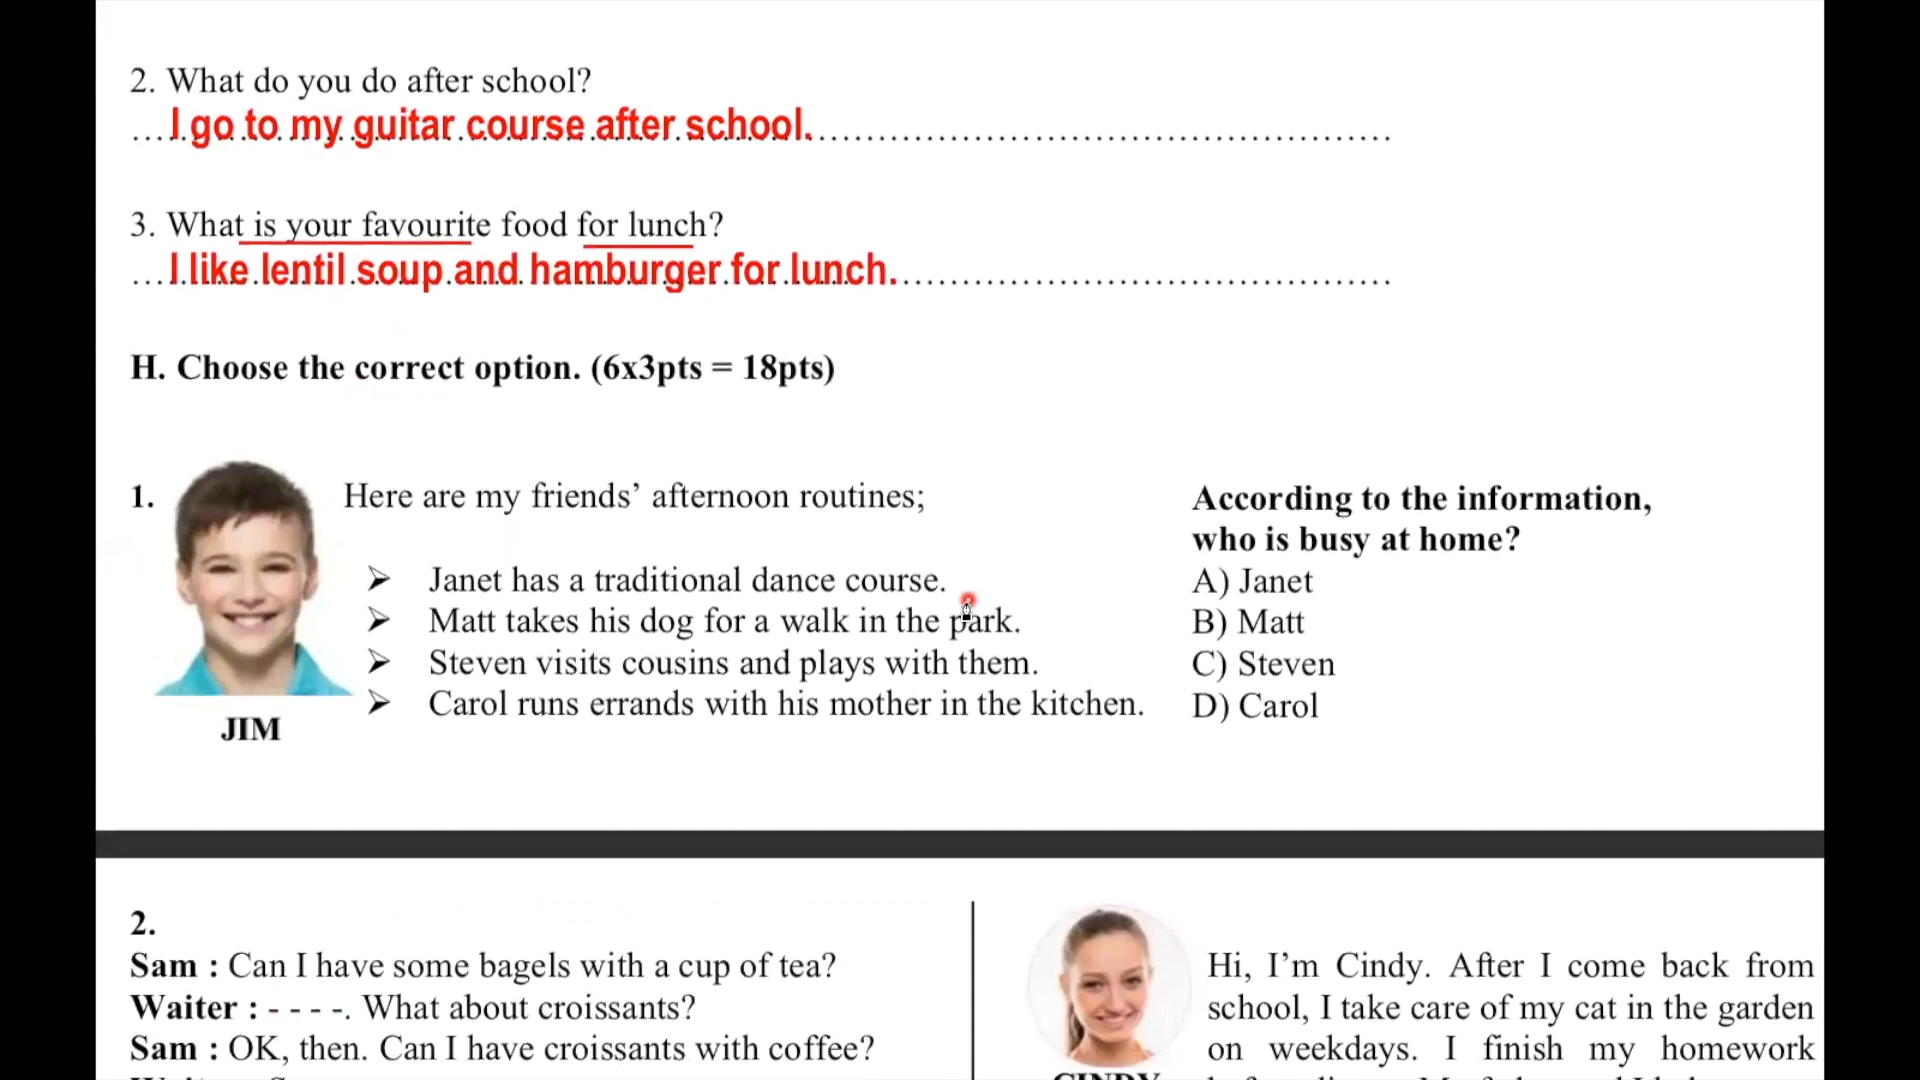 2. What do you do after school?
...I go to my guitar course after school.......................................................
3. What is your favourite food for lunch?
...I like lentil soup and hamburger for lunch................................................
H. Choose the correct option. (6x3pts = 18pts)
1.
Here are my friends’ afternoon routines;
➢ Janet has a traditional dance course.
➢ Matt takes his dog for a walk in the park.
➢ Steven visits cousins and plays with them.
➢ Carol runs errands with his mother in the kitchen.
JIM
According to the information,
who is busy at home?
A) Janet
B) Matt
C) Steven
D) Carol
2.
Sam : Can I have some bagels with a cup of tea?
Waiter : - - - -. What about croissants?
Sam : OK, then. Can I have croissants with coffee?
Hi, I’m Cindy. After I come back from
school, I take care of my cat in the garden
on weekdays. I finish my homework
CINDY